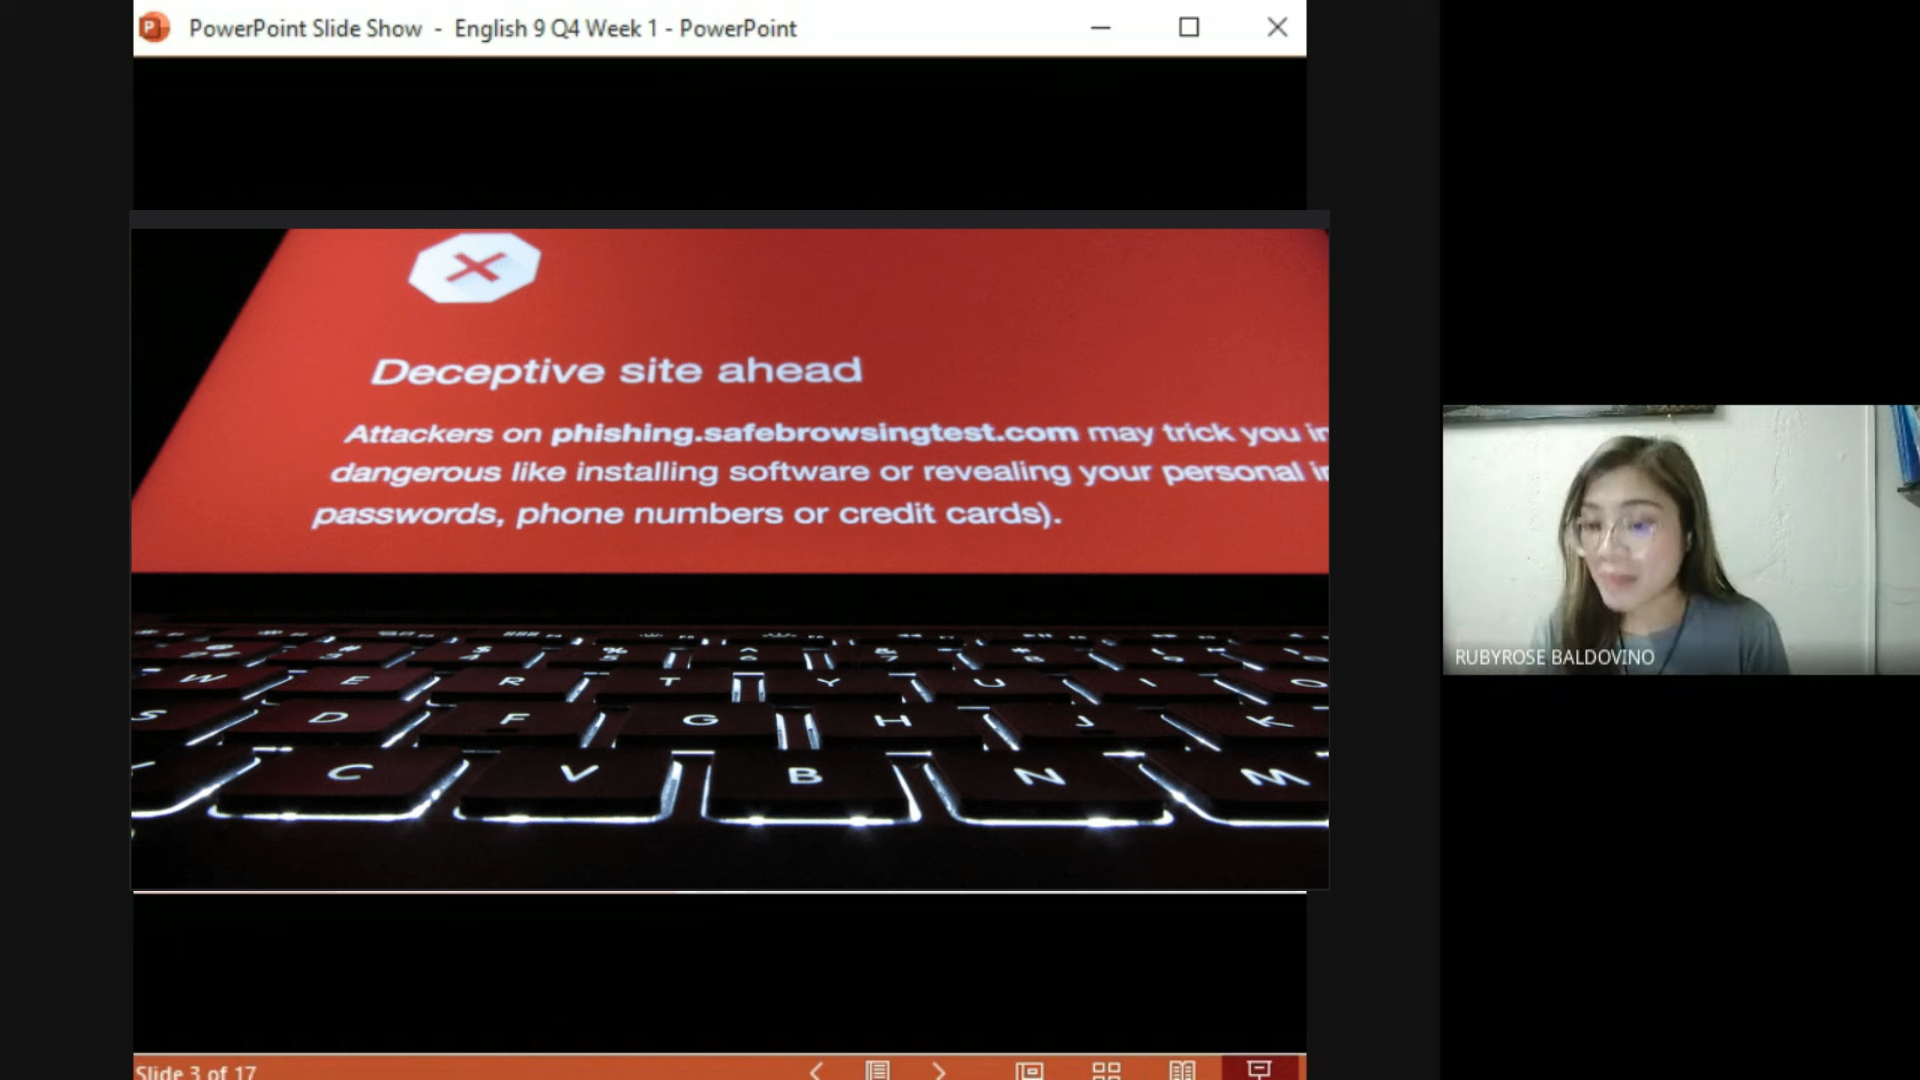 PowerPoint Slide Show - English 9 Q4 Week 1 - PowerPoint
Deceptive site ahead
Attackers on phishing.safebrowsingtest.com may trick you in
dangerous like installing software or revealing your personal in
passwords, phone numbers or credit cards).
W E R T Y U I O
S D F G H J K
C V B N M
RUBYROSE BALDOVINO
Slide 3 of 17